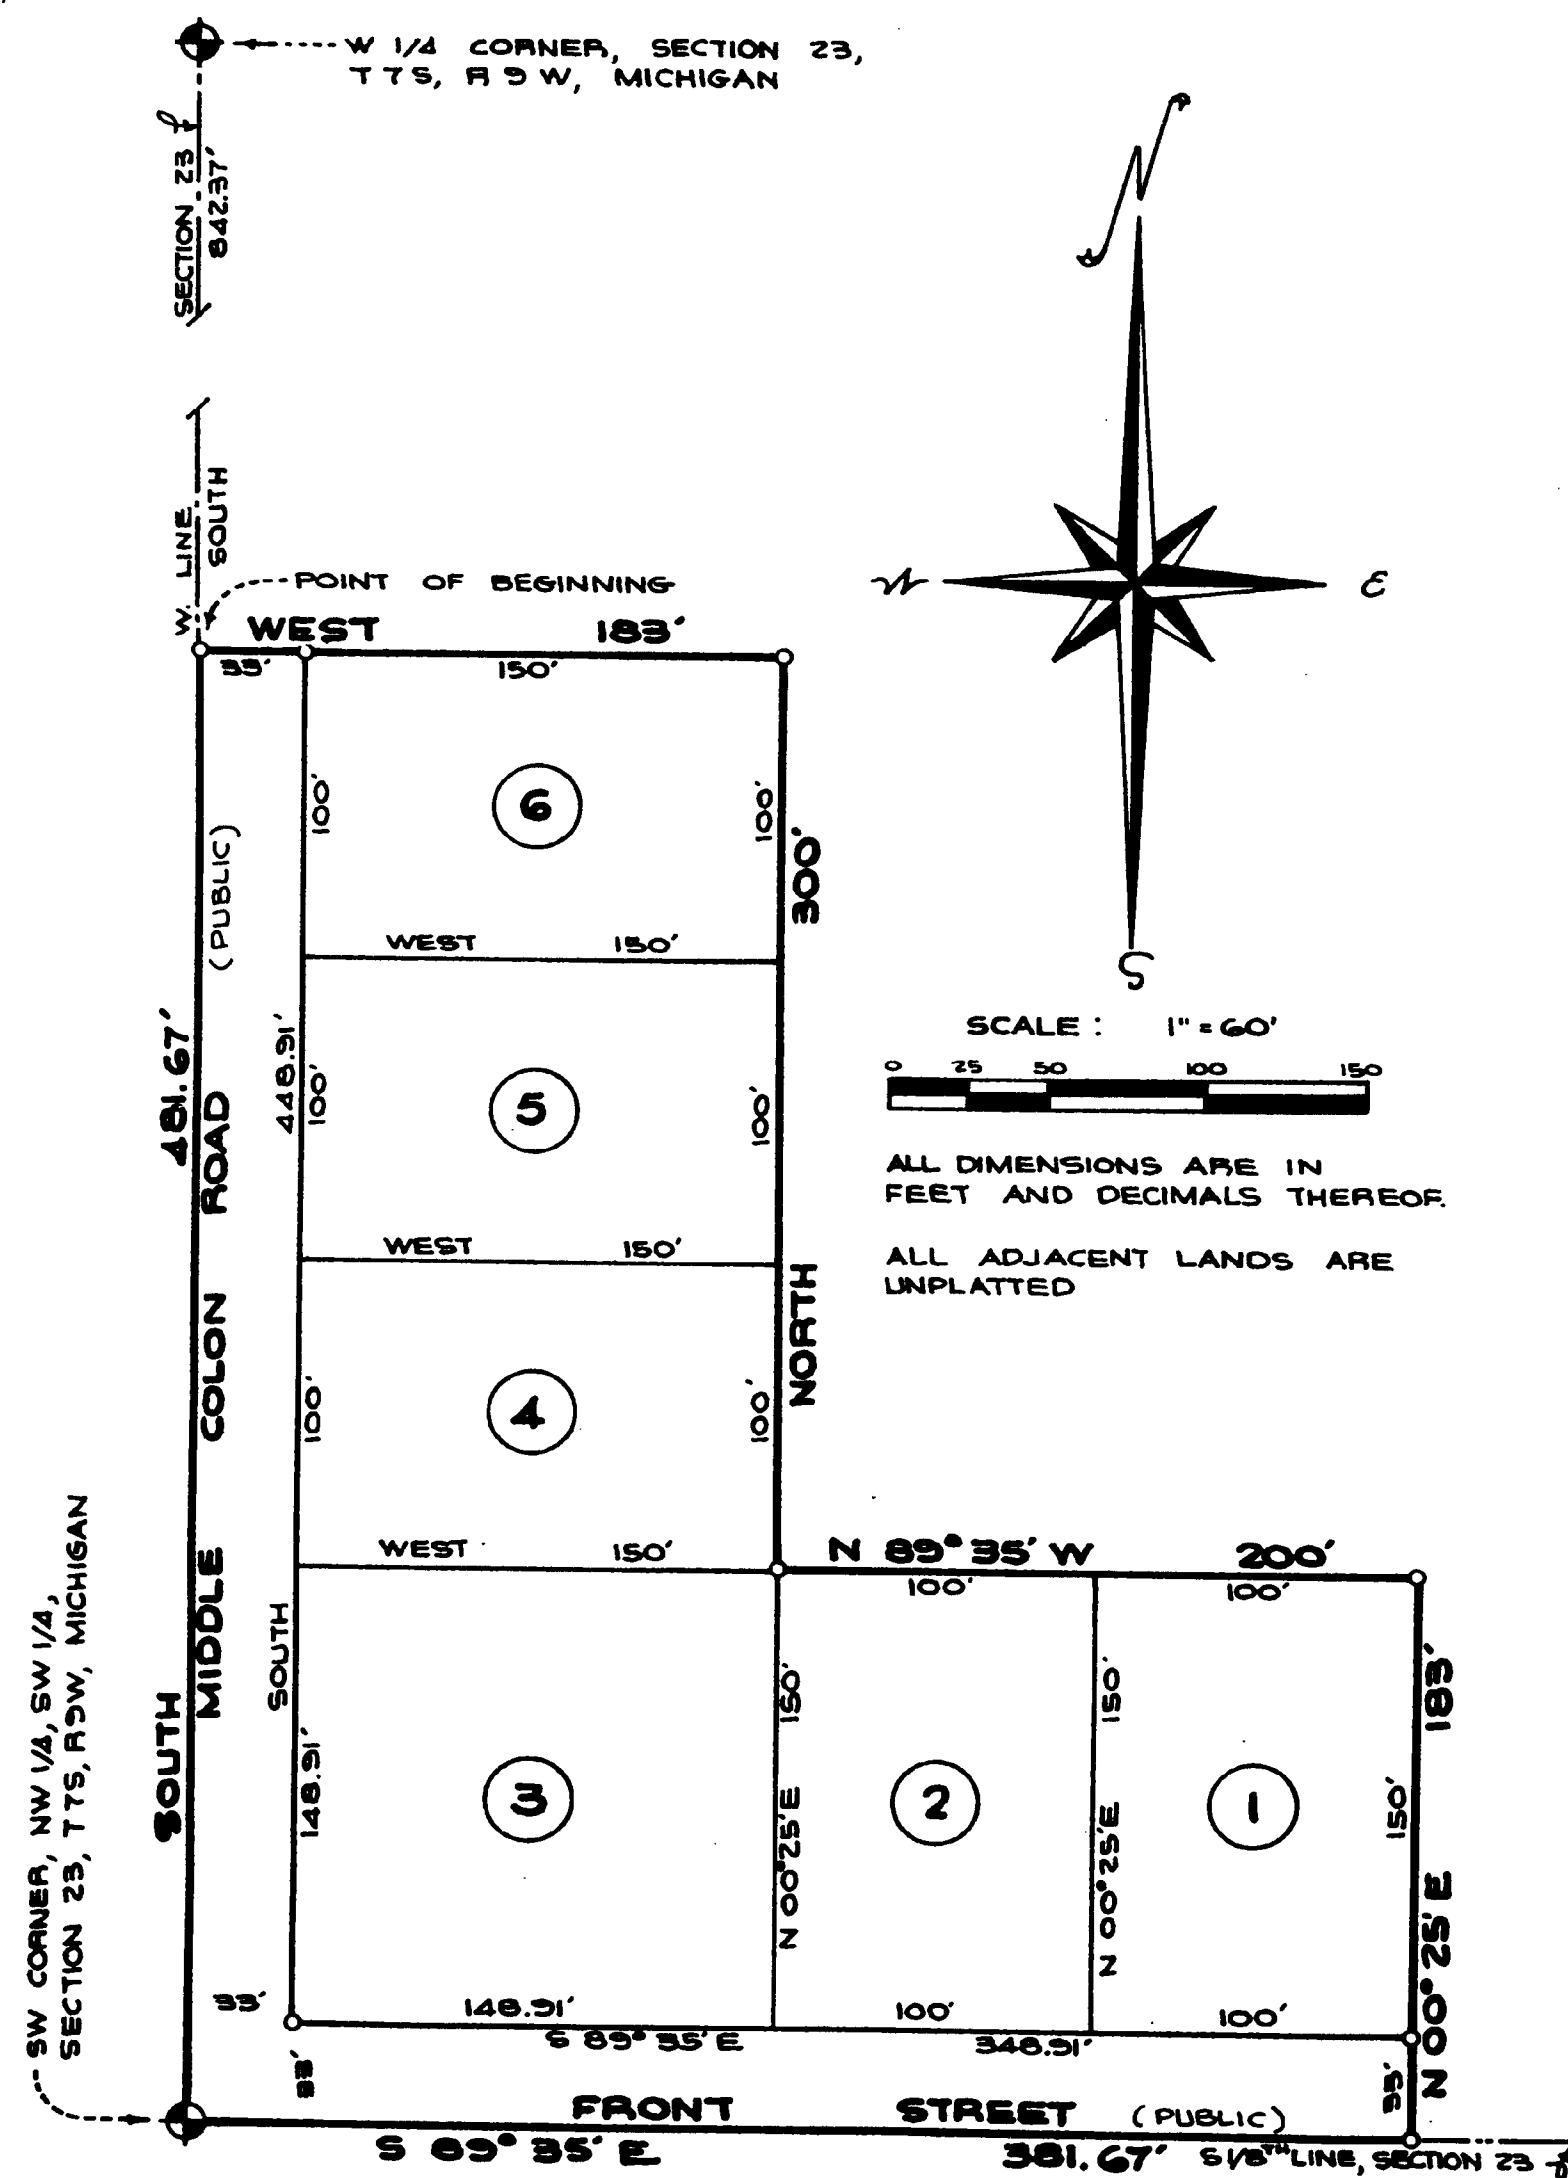 W 1/4 CORNER, SECTION 23,
T 7 S, R 9 W, MICHIGAN
SECTION 23
842.37'
N
W. LINE
SOUTH
POINT OF BEGINNING
W
E
S
WEST 183'
33'
150'
6
100'
100'
300'
(PUBLIC)
WEST 150'
SCALE : 1" = 60'
0 25 50 100 150
481.67'
448.91'
100'
5
100'
ALL DIMENSIONS ARE IN
FEET AND DECIMALS THEREOF.
ALL ADJACENT LANDS ARE
UNPLATTED
WEST 150'
MIDDLE COLON ROAD
NORTH
100'
4
100'
WEST 150'
N 89° 35' W 200'
100'
100'
SOUTH
SOUTH
148.91'
3
150'
N 00°25'E
2
150'
N 00°25'E
1
150'
183'
N 00°25'E
SW CORNER, NW 1/4, SW 1/4,
SECTION 23, T 7 S, R 9 W, MICHIGAN
33'
148.91'
100'
100'
S 89° 35' E 348.91'
33'
33'
FRONT STREET (PUBLIC)
S 89° 35' E 381.67' S 1/8TH LINE, SECTION 23